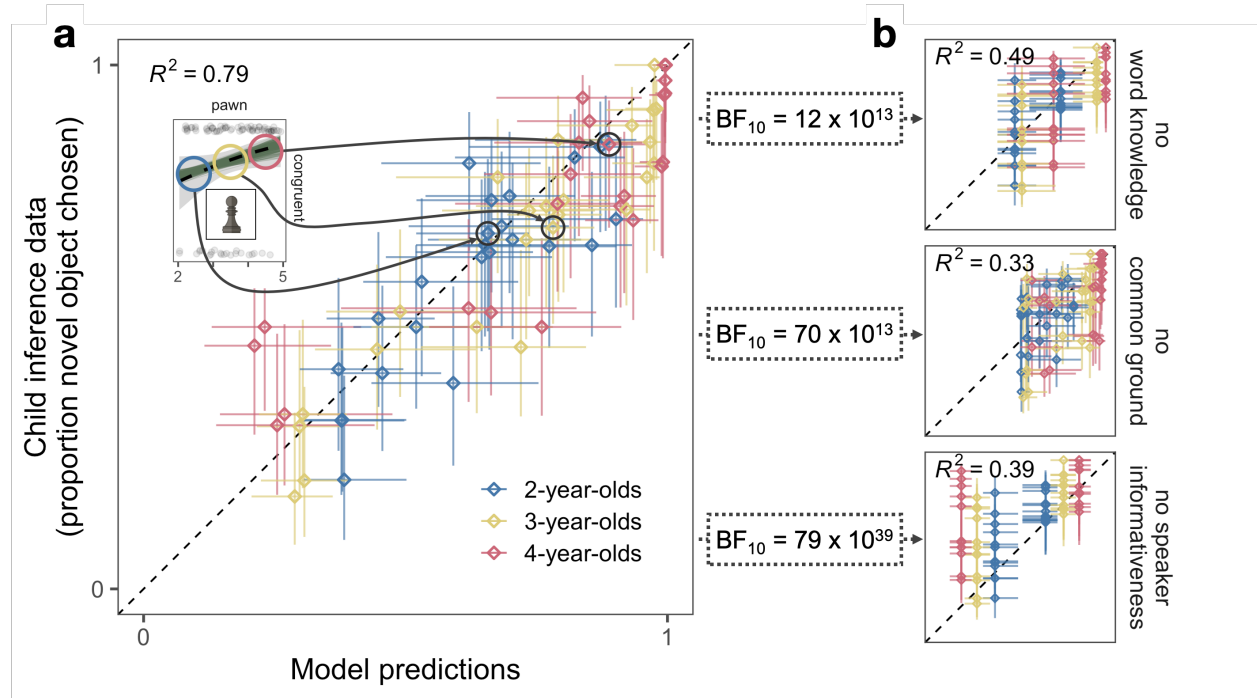 a
b
R² = 0.79
pawn
congruent
2
5
1
0
0
1
Child inference data
(proportion novel object chosen)
Model predictions
2-year-olds
3-year-olds
4-year-olds
BF₁₀ = 12 x 10¹³
BF₁₀ = 70 x 10¹³
BF₁₀ = 79 x 10³⁹
R² = 0.49
no
word knowledge
R² = 0.33
no
common ground
R² = 0.39
no speaker
informativeness